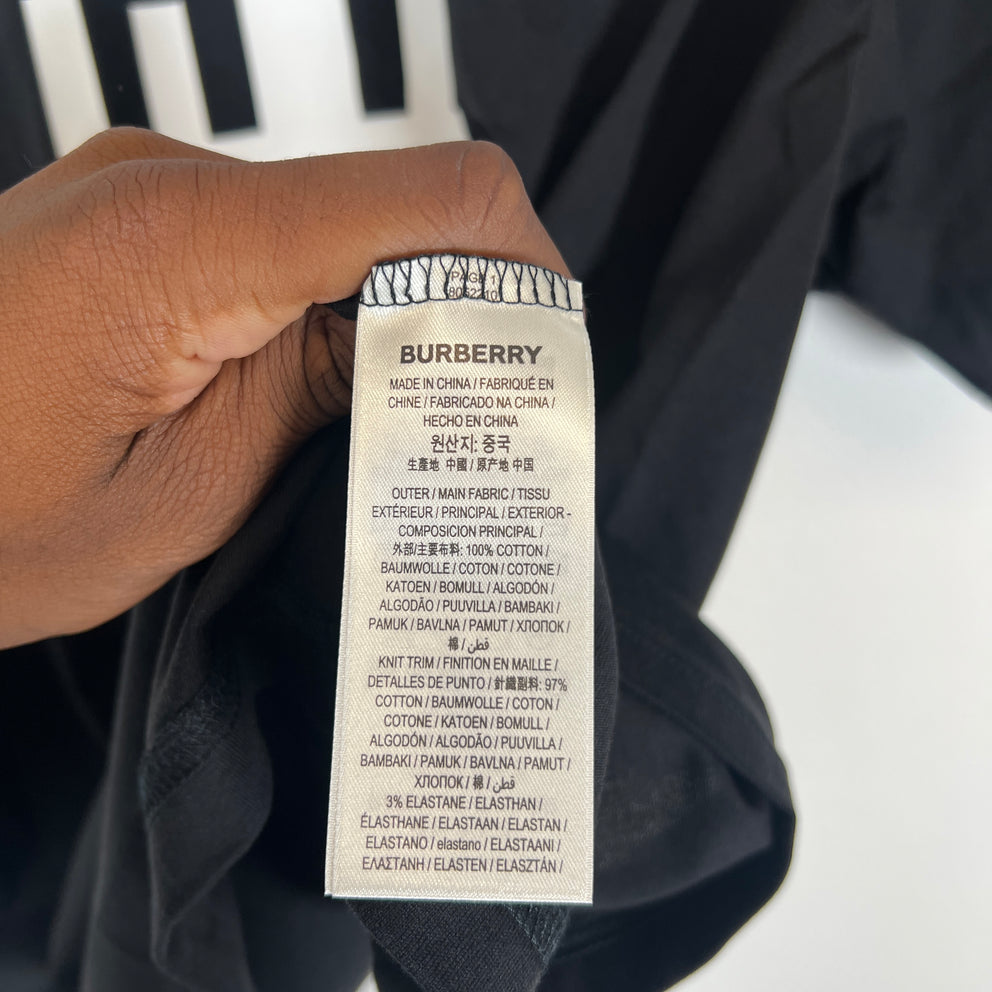 PAGE 1
BURBERRY
MADE IN CHINA / FABRIQUÉ EN
CHINE / FABRICADO NA CHINA /
HECHO EN CHINA
원산지: 중국
生產地 中國 / 原产地 中国
OUTER / MAIN FABRIC / TISSU
EXTÉRIEUR / PRINCIPAL / EXTERIOR -
COMPOSICION PRINCIPAL /
外部/主要布料: 100% COTTON /
BAUMWOLLE / COTON / COTONE /
KATOEN / BOMULL / ALGODÓN /
ALGODÃO / PUUVILLA / BAMBAKI /
PAMUK / BAVLNA / PAMUT / ХЛОПОК /
棉 / قطن
KNIT TRIM / FINITION EN MAILLE /
DETALLES DE PUNTO / 針織副料: 97%
COTTON / BAUMWOLLE / COTON /
COTONE / KATOEN / BOMULL /
ALGODÓN / ALGODÃO / PUUVILLA /
BAMBAKI / PAMUK / BAVLNA / PAMUT /
ХЛОПОК / 棉 / قطن
3% ELASTANE / ELASTHAN /
ÉLASTHANE / ELASTAAN / ELASTAN /
ELASTANO / elastano / ELASTAANI /
ΕΛΑΣΤΑΝΗ / ELASTEN / ELASZTÁN /